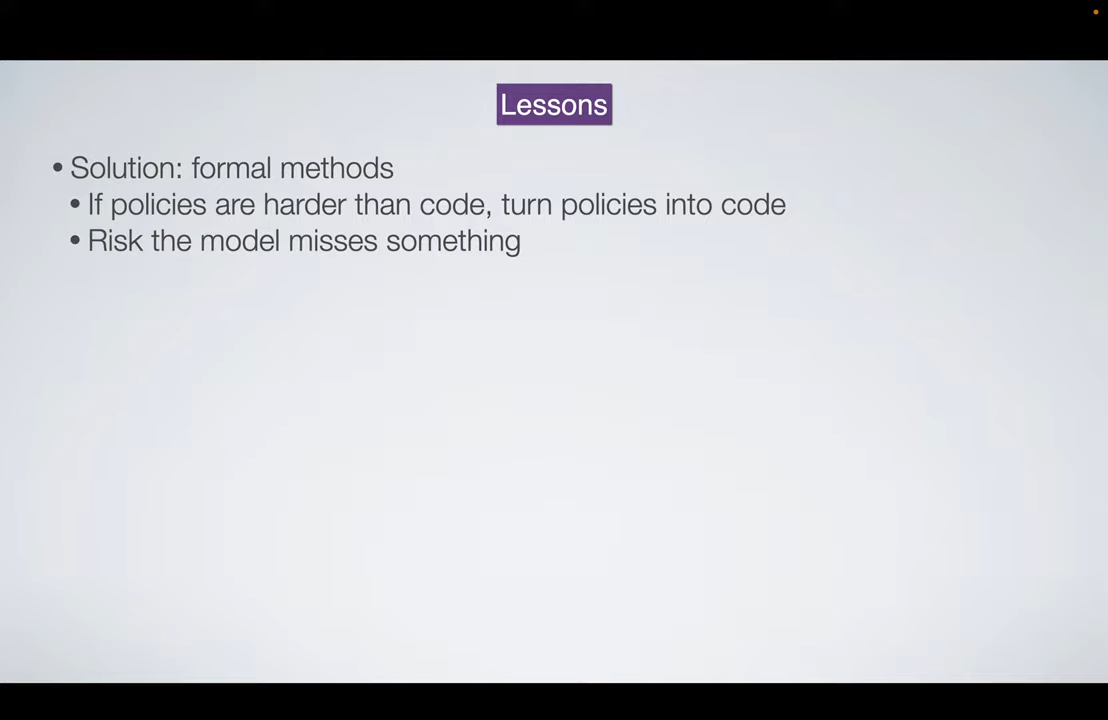 Lessons
• Solution: formal methods
• If policies are harder than code, turn policies into code
• Risk the model misses something